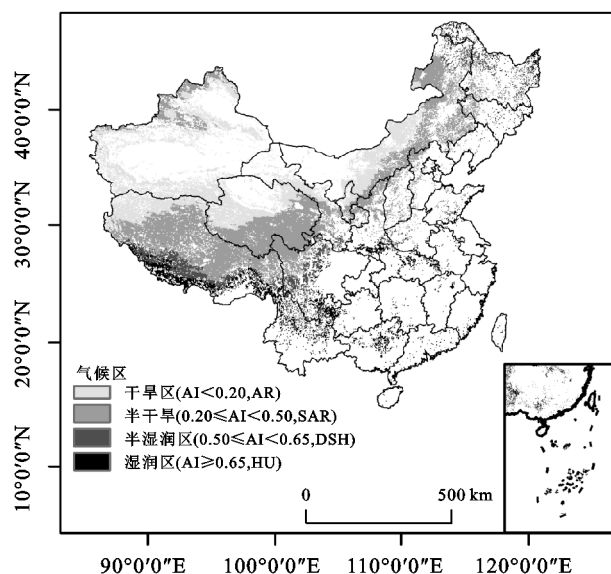 40°0′0″N
30°0′0″N
20°0′0″N
10°0′0″N
气候区
干旱区(AI<0.20,AR)
半干旱(0.20≤AI<0.50,SAR)
半湿润区(0.50≤AI<0.65,DSH)
湿润区(AI≥0.65,HU)
0 500 km
90°0′0″E 100°0′0″E 110°0′0″E 120°0′0″E